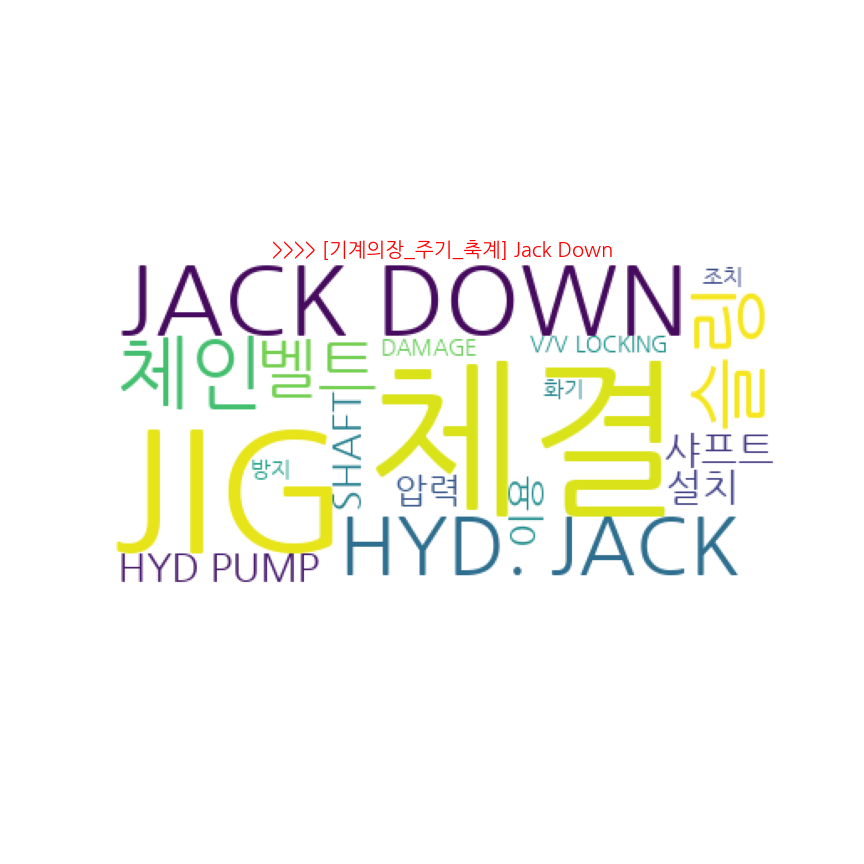 >>>> [기계의장_주기_축계] Jack Down
JACK DOWN
조치
슬링
체인
벨트
DAMAGE
V/V LOCKING
체결
화기
SHAFT
JIG
방지
압력
이용
샤프트
설치
HYD. JACK
HYD PUMP